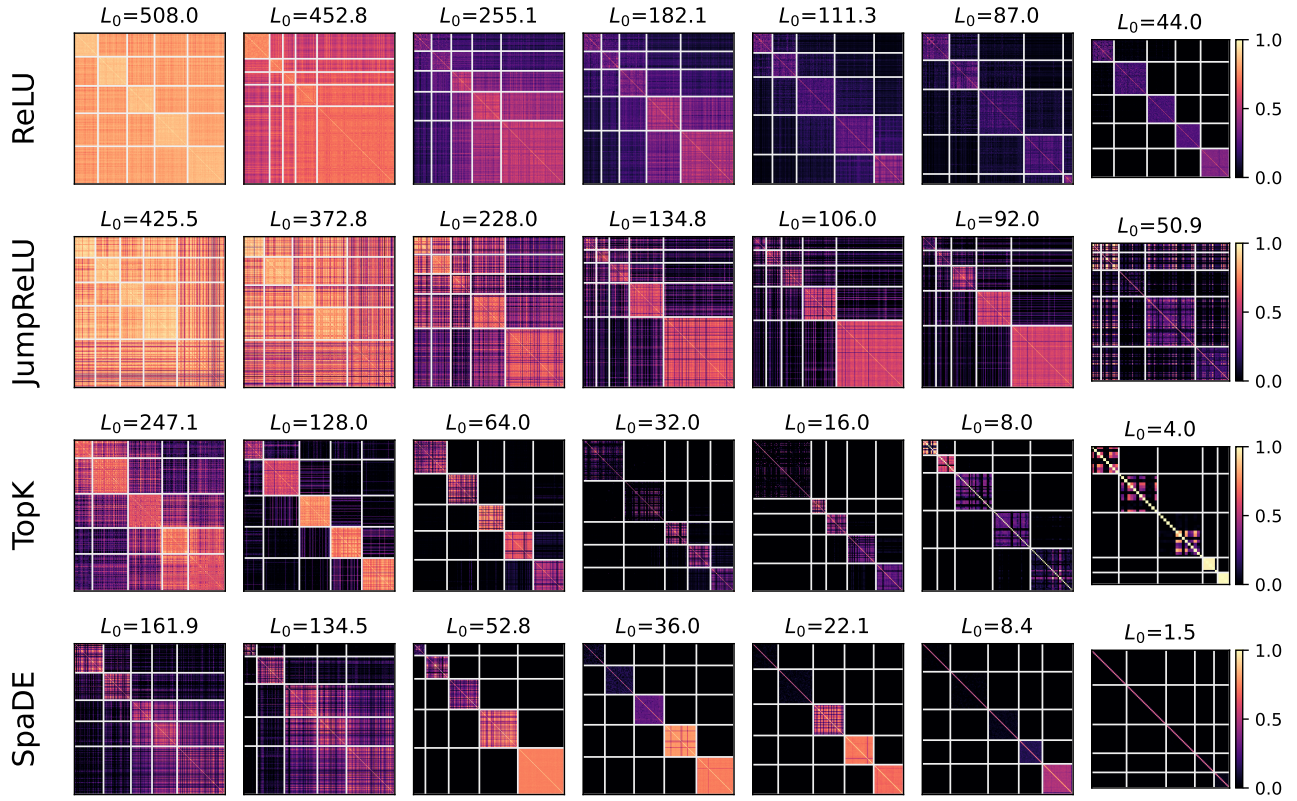 ReLU
L₀=508.0 L₀=452.8 L₀=255.1 L₀=182.1 L₀=111.3 L₀=87.0 L₀=44.0
1.0
0.5
0.0
JumpReLU
L₀=425.5 L₀=372.8 L₀=228.0 L₀=134.8 L₀=106.0 L₀=92.0 L₀=50.9
1.0
0.5
0.0
TopK
L₀=247.1 L₀=128.0 L₀=64.0 L₀=32.0 L₀=16.0 L₀=8.0 L₀=4.0
1.0
0.5
0.0
SpaDE
L₀=161.9 L₀=134.5 L₀=52.8 L₀=36.0 L₀=22.1 L₀=8.4 L₀=1.5
1.0
0.5
0.0